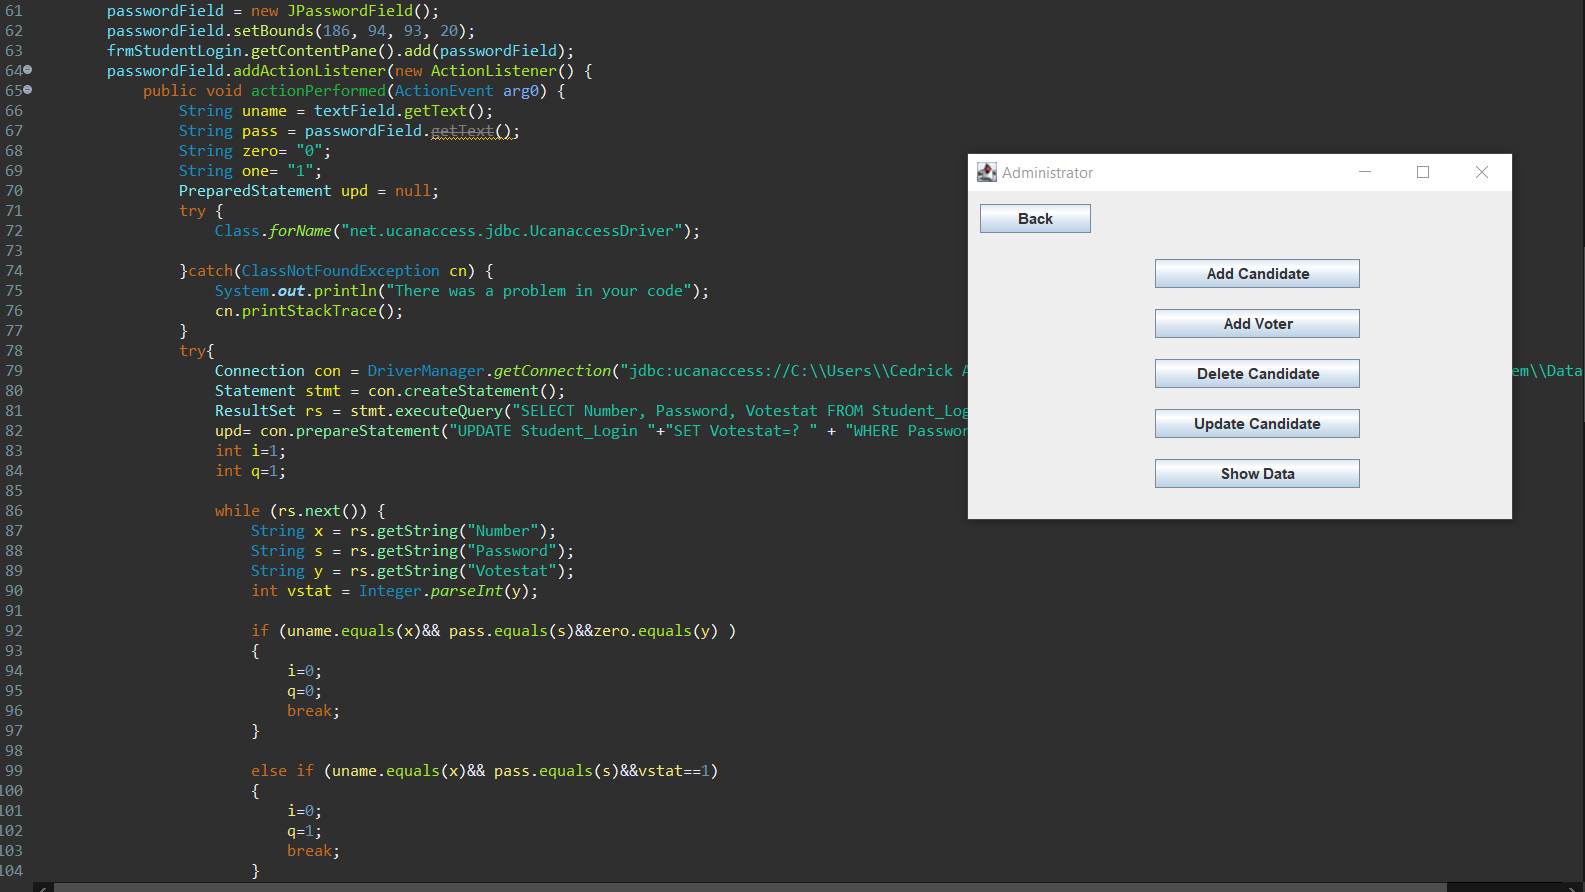 61 passwordField = new JPasswordField();
62 passwordField.setBounds(186, 94, 93, 20);
63 frmStudentLogin.getContentPane().add(passwordField);
64 passwordField.addActionListener(new ActionListener() {
65 public void actionPerformed(ActionEvent arg0) {
66 String uname = textField.getText();
67 String pass = passwordField.getText();
68 String zero= "0";
69 String one= "1";
70 PreparedStatement upd = null;
71 try {
72 Class.forName("net.ucanaccess.jdbc.UcanaccessDriver");
73
74 }catch(ClassNotFoundException cn) {
75 System.out.println("There was a problem in your code");
76 cn.printStackTrace();
77 }
78 try{
79 Connection con = DriverManager.getConnection("jdbc:ucanaccess://C:\\Users\\Cedrick A em\\Data
80 Statement stmt = con.createStatement();
81 ResultSet rs = stmt.executeQuery("SELECT Number, Password, Votestat FROM Student_Log
82 upd= con.prepareStatement("UPDATE Student_Login "+"SET Votestat=? " + "WHERE Passwor
83 int i=1;
84 int q=1;
85
86 while (rs.next()) {
87 String x = rs.getString("Number");
88 String s = rs.getString("Password");
89 String y = rs.getString("Votestat");
90 int vstat = Integer.parseInt(y);
91
92 if (uname.equals(x)&& pass.equals(s)&&zero.equals(y) )
93 {
94 i=0;
95 q=0;
96 break;
97 }
98
99 else if (uname.equals(x)&& pass.equals(s)&&vstat==1)
100 {
101 i=0;
102 q=1;
103 break;
104 }
Administrator
Back
Add Candidate
Add Voter
Delete Candidate
Update Candidate
Show Data